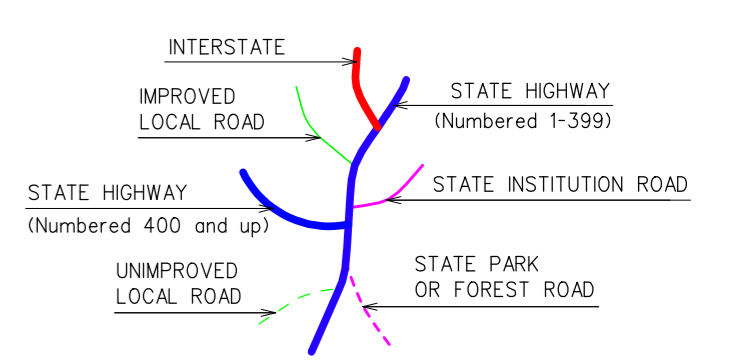 INTERSTATE
IMPROVED
LOCAL ROAD
STATE HIGHWAY
(Numbered 1-399)
STATE HIGHWAY
(Numbered 400 and up)
STATE INSTITUTION ROAD
UNIMPROVED
LOCAL ROAD
STATE PARK
OR FOREST ROAD